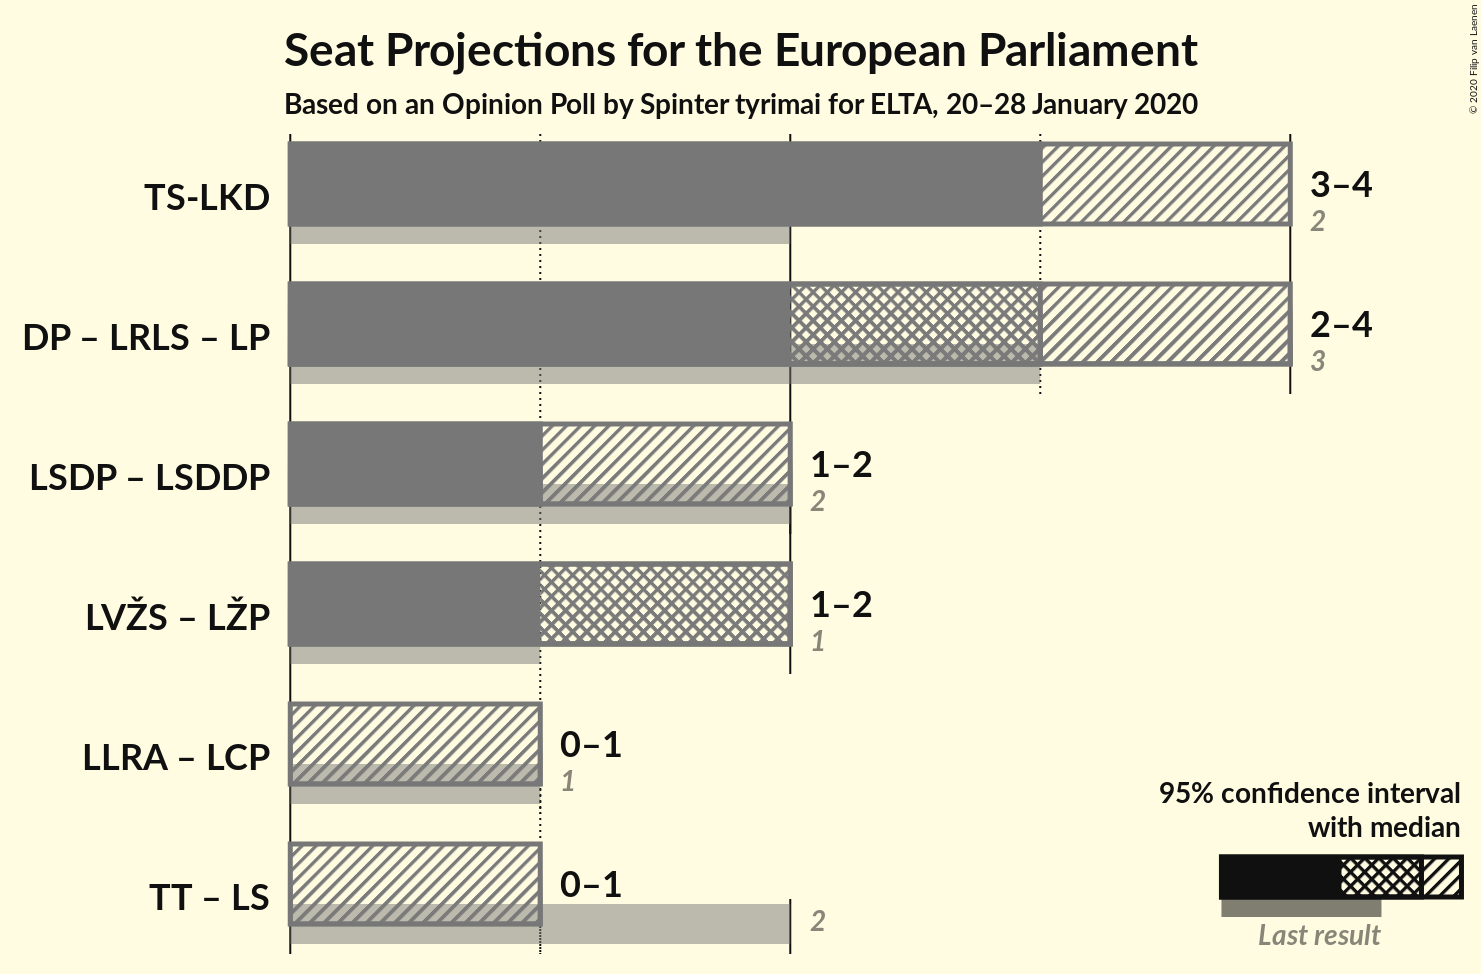 Seat Projections for the European Parliament
Based on an Opinion Poll by Spinter tyrimai for ELTA, 20–28 January 2020
© 2020 Filip van Laenen
TS-LKD
3–4
2
DP – LRLS – LP
2–4
3
LSDP – LSDDP
1–2
2
LVŽS – LŽP
1–2
1
LLRA – LCP
0–1
1
TT – LS
0–1
2
95% confidence interval
with median
Last result